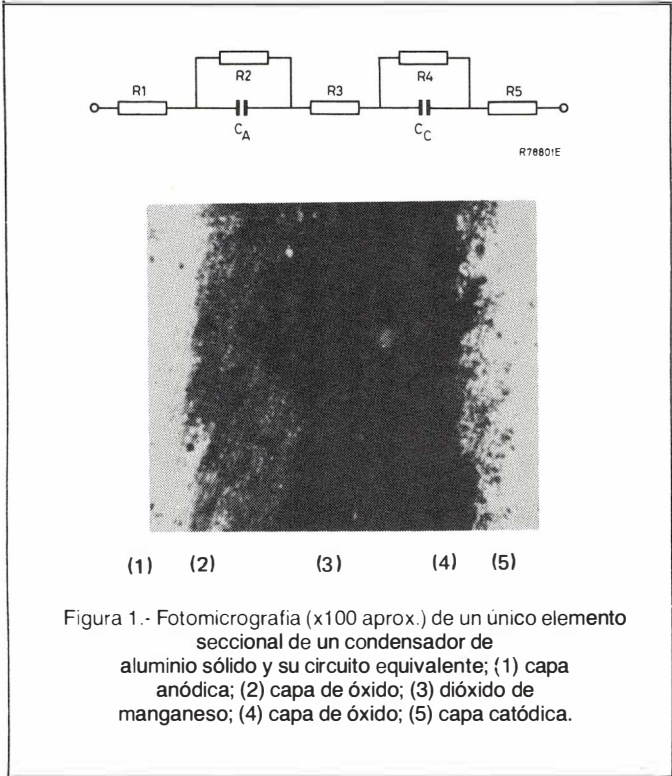 R2
R4
R1
R3
R5
C_A
C_C
R78801E
(1) (2) (3) (4) (5)
Figura 1.- Fotomicrografia (x100 aprox.) de un único elemento
seccional de un condensador de
aluminio sólido y su circuito equivalente; (1) capa
anódica; (2) capa de óxido; (3) dióxido de
manganeso; (4) capa de óxido; (5) capa catódica.